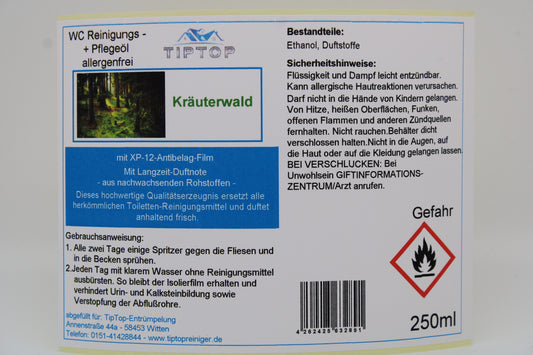 WC Reinigungs -
+ Pflegeöl
allergenfrei
TIPTOP
Kräuterwald
mit XP-12-Antibelag-Film
Mit Langzeit-Duftnote
- aus nachwachsenden Rohstoffen -
Dieses hochwertige Qualitätserzeugnis ersetzt alle
herkömmlichen Toiletten-Reinigungsmittel und duftet
anhaltend frisch.
Gebrauchsanweisung:
1. Alle zwei Tage einige Spritzer gegen die Fliesen und
in die Becken sprühen.
2.Jeden Tag mit klarem Wasser ohne Reinigungsmittel
ausbürsten. So bleibt der Isolierfilm erhalten und
verhindert Urin- und Kalksteinbildung sowie
Verstopfung der Abflußrohre.
abgefüllt für: TipTop-Entrümpelung
Annenstraße 44a - 58453 Witten
Telefon: 0151-41428844 - www.tiptopreiniger.de
Bestandteile:
Ethanol, Duftstoffe
Sicherheitshinweise:
Flüssigkeit und Dampf leicht entzündbar.
Kann allergische Hautreaktionen verursachen.
Darf nicht in die Hände von Kindern gelangen.
Von Hitze, heißen Oberflächen, Funken,
offenen Flammen und anderen Zündquellen
fernhalten. Nicht rauchen.Behälter dicht
verschlossen halten.Nicht in die Augen, auf
die Haut oder auf die Kleidung gelangen lassen.
BEI VERSCHLUCKEN: Bei
Unwohlsein GIFTINFORMATIONS-
ZENTRUM/Arzt anrufen.
Gefahr
250ml